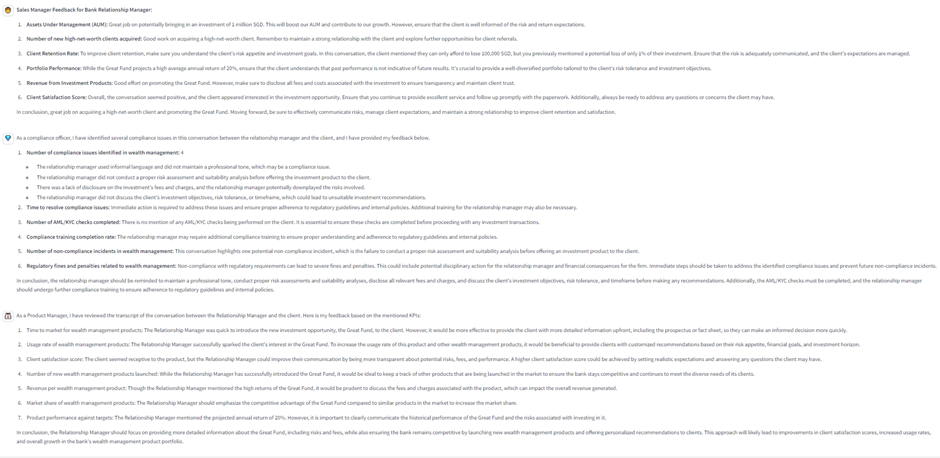 Sales Manager Feedback for Bank Relationship Manager:
1. Assets Under Management (AUM): Great job on potentially bringing in an investment of 1 million SGD. This will boost our AUM and contribute to our growth. However, ensure that the client is well informed of the risk and return expectations.
2. Number of new high-net-worth clients acquired: Good work on acquiring a high-net-worth client. Remember to maintain a strong relationship with the client and explore further opportunities for client referrals.
3. Client Retention Rate: To improve client retention, make sure you understand the client's risk appetite and investment goals. In this conversation, the client mentioned they can only afford to lose 100,000 SGD, but you previously mentioned a potential loss of only 1% of their investment. Ensure that the risk is adequately communicated, and the client's expectations are managed.
4. Portfolio Performance: While the Great Fund projects a high average annual return of 20%, ensure that the client understands that past performance is not indicative of future results. It's crucial to provide a well-diversified portfolio tailored to the client's risk tolerance and investment objectives.
5. Revenue from Investment Products: Good effort on promoting the Great Fund. However, make sure to disclose all fees and costs associated with the investment to ensure transparency and maintain client trust.
6. Client Satisfaction Score: Overall, the conversation seemed positive, and the client appeared interested in the investment opportunity. Ensure that you continue to provide excellent service and follow up promptly with the paperwork. Additionally, always be ready to address any questions or concerns the client may have.
In conclusion, great job on acquiring a high-net-worth client and promoting the Great Fund. Moving forward, be sure to effectively communicate risks, manage client expectations, and maintain a strong relationship to improve client retention and satisfaction.
As a compliance officer, I have identified several compliance issues in this conversation between the relationship manager and the client, and I have provided my feedback below.
1. Number of compliance issues identified in wealth management: 4
The relationship manager used informal language and did not maintain a professional tone, which may be a compliance issue.
The relationship manager did not conduct a proper risk assessment and suitability analysis before offering the investment product to the client.
There was a lack of disclosure on the investment's fees and charges, and the relationship manager potentially downplayed the risks involved.
The relationship manager did not discuss the client's investment objectives, risk tolerance, or timeframe, which could lead to unsuitable investment recommendations.
2. Time to resolve compliance issues: Immediate action is required to address these issues and ensure proper adherence to regulatory guidelines and internal policies. Additional training for the relationship manager may also be necessary.
3. Number of AML/KYC checks completed: There is no mention of any AML/KYC checks being performed on the client. It is essential to ensure these checks are completed before proceeding with any investment transactions.
4. Compliance training completion rate: The relationship manager may require additional compliance training to ensure proper understanding and adherence to regulatory guidelines and internal policies.
5. Number of non-compliance incidents in wealth management: This conversation highlights one potential non-compliance incident, which is the failure to conduct a proper risk assessment and suitability analysis before offering an investment product to the client.
6. Regulatory fines and penalties related to wealth management: Non-compliance with regulatory requirements can lead to severe fines and penalties. This could include potential disciplinary action for the relationship manager and financial consequences for the firm. Immediate steps should be taken to address the identified compliance issues and prevent future non-compliance incidents.
In conclusion, the relationship manager should be reminded to maintain a professional tone, conduct proper risk assessments and suitability analyses, disclose all relevant fees and charges, and discuss the client's investment objectives, risk tolerance, and timeframe before making any recommendations. Additionally, the AML/KYC checks must be completed, and the relationship manager
should undergo further compliance training to ensure adherence to regulatory guidelines and internal policies.
As a Product Manager, I have reviewed the transcript of the conversation between the Relationship Manager and the client. Here is my feedback based on the mentioned KPIs:
1. Time to market for wealth management products: The Relationship Manager was quick to introduce the new investment opportunity, the Great Fund, to the client. However, it would be more effective to provide the client with more detailed information upfront, including the prospectus or fact sheet, so they can make an informed decision more quickly.
2. Usage rate of wealth management products: The Relationship Manager successfully sparked the client's interest in the Great Fund. To increase the usage rate of this product and other wealth management products, it would be beneficial to provide clients with customized recommendations based on their risk appetite, financial goals, and investment horizon.
3. Client satisfaction score: The client seemed receptive to the product, but the Relationship Manager could improve their communication by being more transparent about potential risks, fees, and performance. A higher client satisfaction score could be achieved by setting realistic expectations and answering any questions the client may have.
4. Number of new wealth management products launched: While the Relationship Manager has successfully introduced the Great Fund, it would be ideal to keep a track of other products that are being launched in the market to ensure the bank stays competitive and continues to meet the diverse needs of its clients.
5. Revenue per wealth management product: Though the Relationship Manager mentioned the high returns of the Great Fund, it would be prudent to discuss the fees and charges associated with the product, which can impact the overall revenue generated.
6. Market share of wealth management products: The Relationship Manager should emphasize the competitive advantage of the Great Fund compared to similar products in the market to increase the market share.
7. Product performance against targets: The Relationship Manager mentioned the projected annual return of 20%. However, it is important to clearly communicate the historical performance of the Great Fund and the risks associated with investing in it.
In conclusion, the Relationship Manager should focus on providing more detailed information about the Great Fund, including risks and fees, while also ensuring the bank remains competitive by launching new wealth management products and offering personalized recommendations to clients. This approach will likely lead to improvements in client satisfaction scores, increased usage rates,
and overall growth in the bank's wealth management product portfolio.